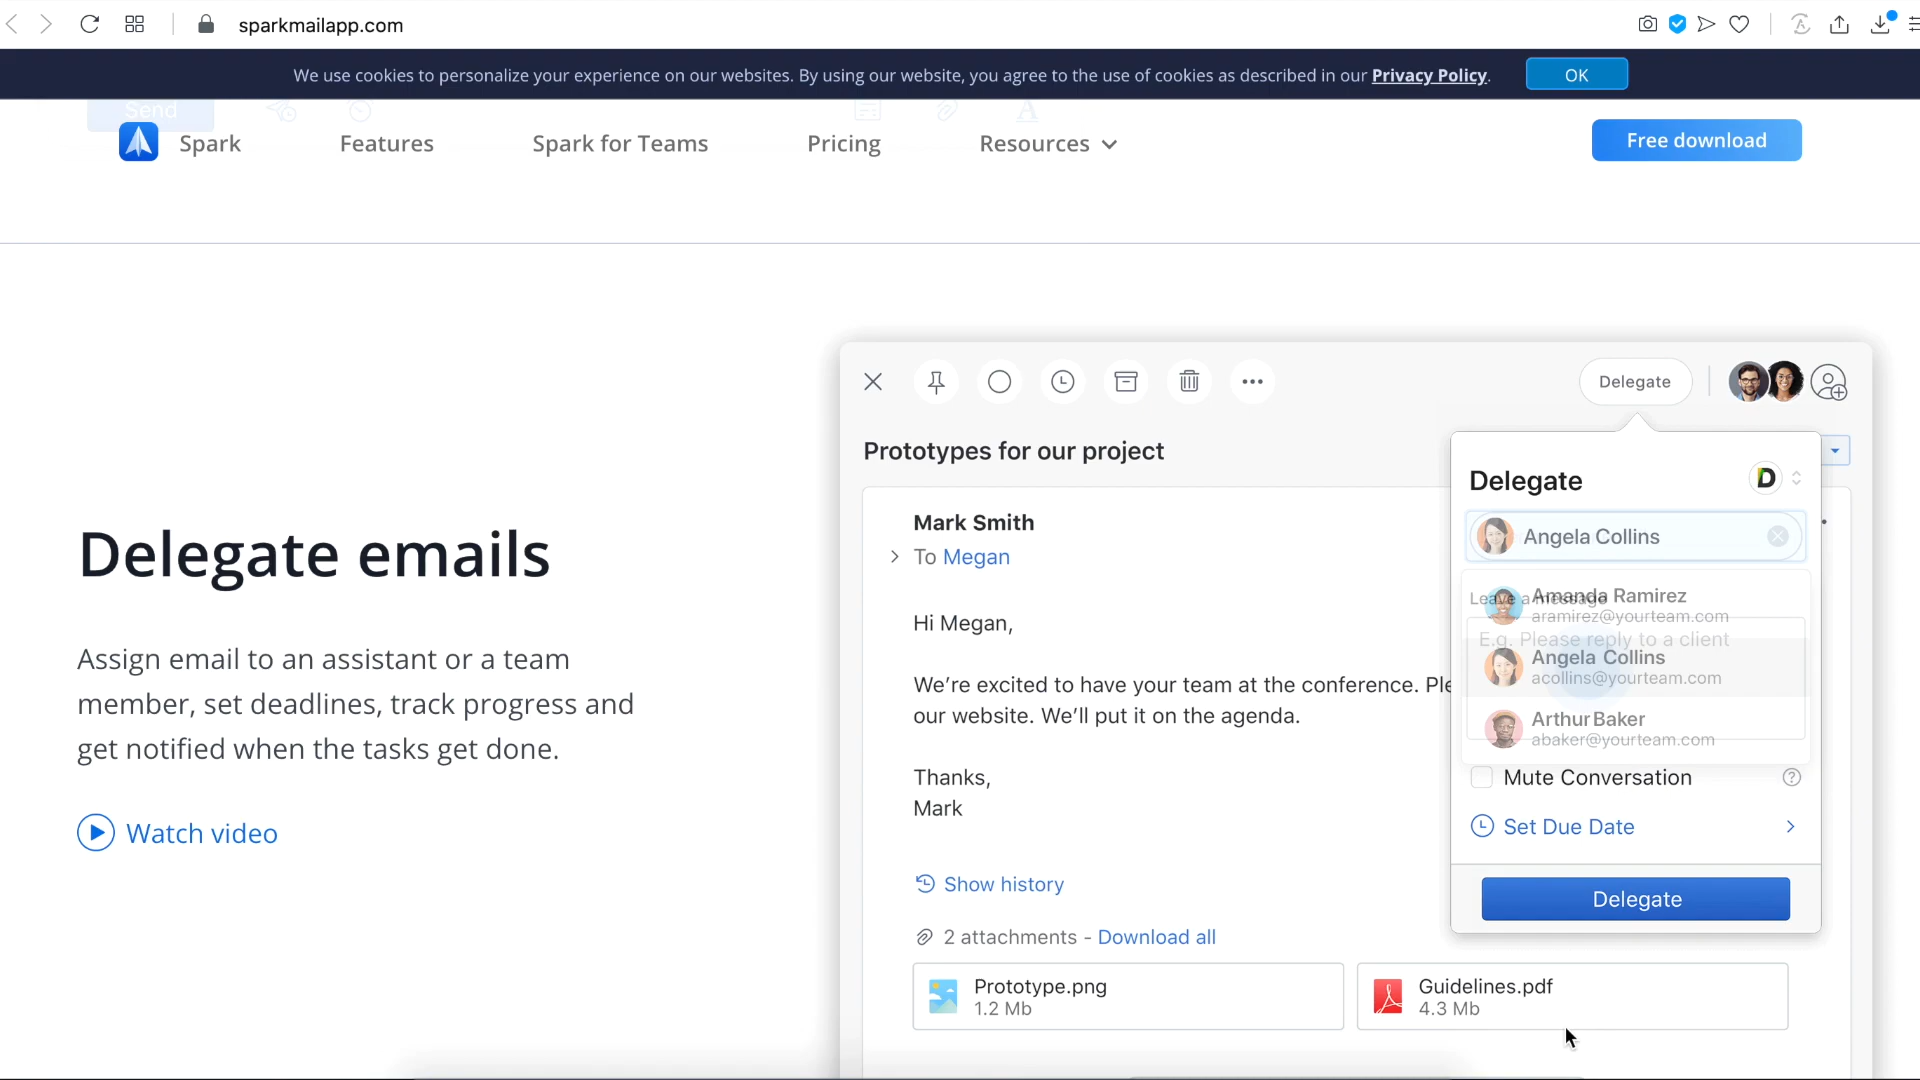 sparkmailapp.com
We use cookies to personalize your experience on our websites. By using our website, you agree to the use of cookies as described in our Privacy Policy.
OK
Send
Spark
Features
Spark for Teams
Pricing
Resources
Free download
Delegate
Prototypes for our project
Delegate
D
Mark Smith
Angela Collins
To Megan
Delegate emails
Leave a message
Amanda Ramirez
aramirez@yourteam.com
Hi Megan,
E.g. Please reply to a client
Assign email to an assistant or a team
member, set deadlines, track progress and
get notified when the tasks get done.
Angela Collins
acollins@yourteam.com
We're excited to have your team at the conference. Ple
our website. We'll put it on the agenda.
Arthur Baker
abaker@yourteam.com
Thanks,
Mark
Mute Conversation
Set Due Date
Watch video
Show history
Delegate
2 attachments - Download all
Prototype.png
1.2 Mb
Guidelines.pdf
4.3 Mb